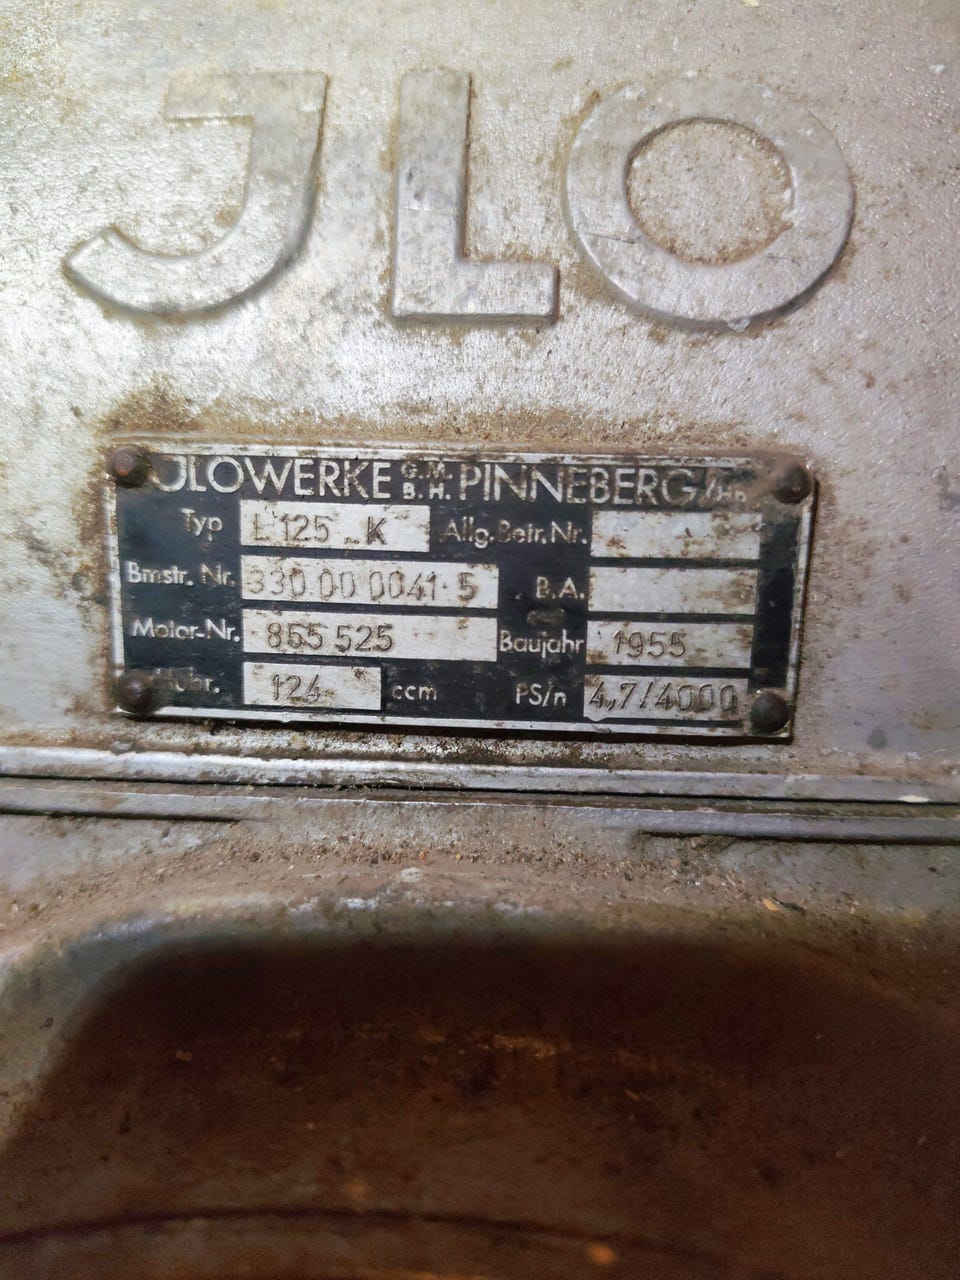 JLO
JLOWERKE G.M.B.H. PINNEBERG/Hn
Typ L 125 K Allg. Betr. Nr.
Bmstr. Nr. 330 00 0041 · 5 B.A.
Motor-Nr. 855 525 Baujahr 1955
124 ccm PS/n 4,7/4000